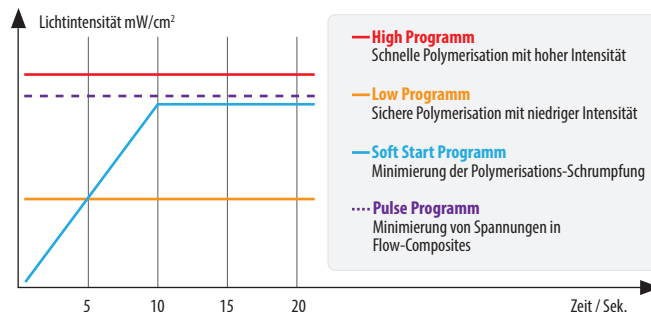 Lichtintensität mW/cm²
High Programm
Schnelle Polymerisation mit hoher Intensität
Low Programm
Sichere Polymerisation mit niedriger Intensität
Soft Start Programm
Minimierung der Polymerisations-Schrumpfung
Pulse Programm
Minimierung von Spannungen in
Flow-Composites
5 10 15 20 Zeit / Sek.